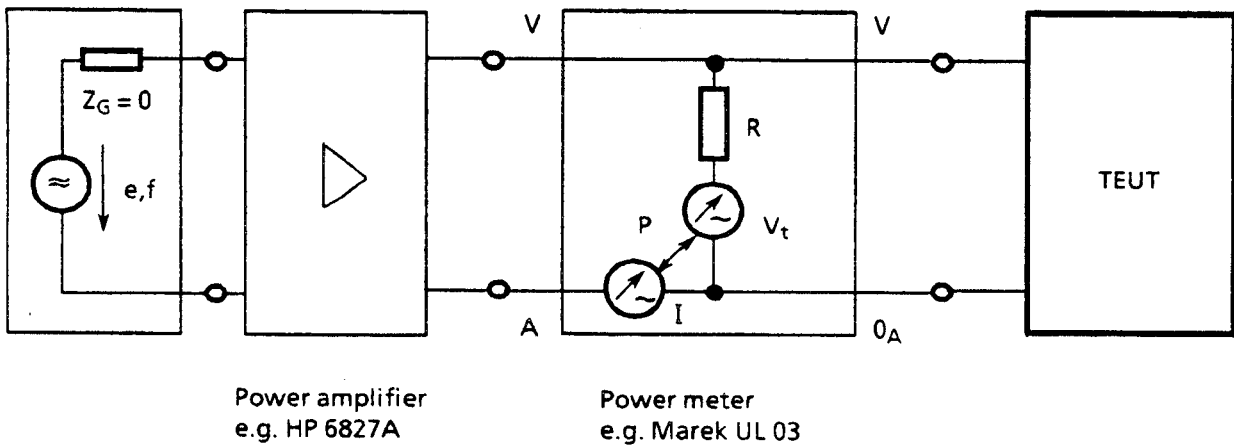 V
V
Z_G = 0
R
≈
e,f
TEUT
P
V_t
~
~
I
A
0_A
Power amplifier
e.g. HP 6827A
Power meter
e.g. Marek UL 03